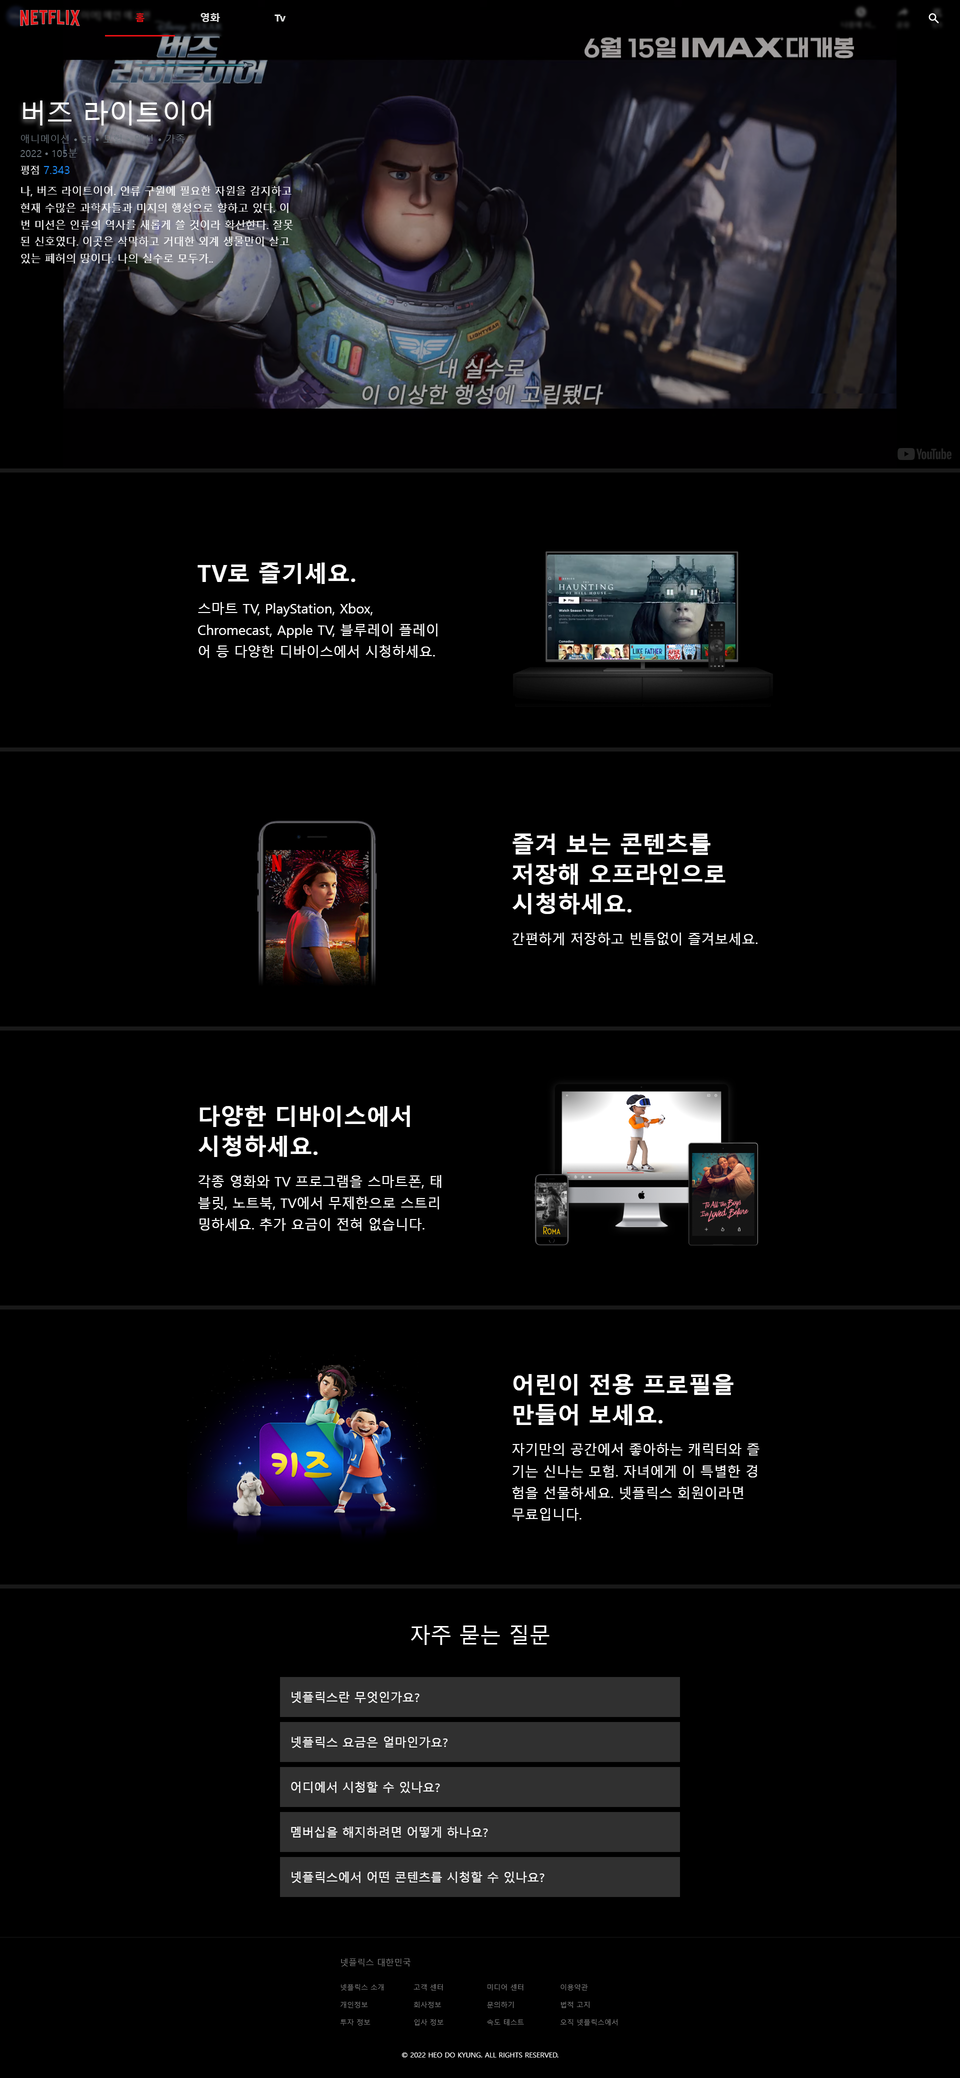 NETFLIX
홈
영화
Tv
버즈
라이트이어
6월 15일 IMAX 대개봉
버즈 라이트이어
애니메이션 • SF • 모험 • 액션 • 가족
2022 • 105분
평점 7.343
나, 버즈 라이트이어. 인류 구원에 필요한 자원을 감지하고
현재 수많은 과학자들과 미지의 행성으로 향하고 있다. 이
번 미션은 인류의 역사를 새롭게 쓸 것이라 확신한다. 잘못
된 신호였다. 이곳은 삭막하고 거대한 외계 생물만이 살고
있는 폐허의 땅이다. 나의 실수로 모두가..
LIGHTYEAR
내 실수로
이 이상한 행성에 고립됐다
YouTube
TV로 즐기세요.
스마트 TV, PlayStation, Xbox,
Chromecast, Apple TV, 블루레이 플레이
어 등 다양한 디바이스에서 시청하세요.
HAUNTING
OF HILL HOUSE
Play
Watch Season 1 Now
Comedies
LIKE FATHER
즐겨 보는 콘텐츠를
저장해 오프라인으로
시청하세요.
간편하게 저장하고 빈틈없이 즐겨보세요.
N
다양한 디바이스에서
시청하세요.
각종 영화와 TV 프로그램을 스마트폰, 태
블릿, 노트북, TV에서 무제한으로 스트리
밍하세요. 추가 요금이 전혀 없습니다.
ROMA
To All the Boys
I've Loved Before
키즈
어린이 전용 프로필을
만들어 보세요.
자기만의 공간에서 좋아하는 캐릭터와 즐
기는 신나는 모험. 자녀에게 이 특별한 경
험을 선물하세요. 넷플릭스 회원이라면
무료입니다.
자주 묻는 질문
넷플릭스란 무엇인가요?
넷플릭스 요금은 얼마인가요?
어디에서 시청할 수 있나요?
멤버십을 해지하려면 어떻게 하나요?
넷플릭스에서 어떤 콘텐츠를 시청할 수 있나요?
넷플릭스 대한민국
넷플릭스 소개 고객 센터 미디어 센터 이용약관
개인정보 회사정보 문의하기 법적 고지
투자 정보 입사 정보 속도 테스트 오직 넷플릭스에서
© 2022 HEO DO KYUNG. ALL RIGHTS RESERVED.